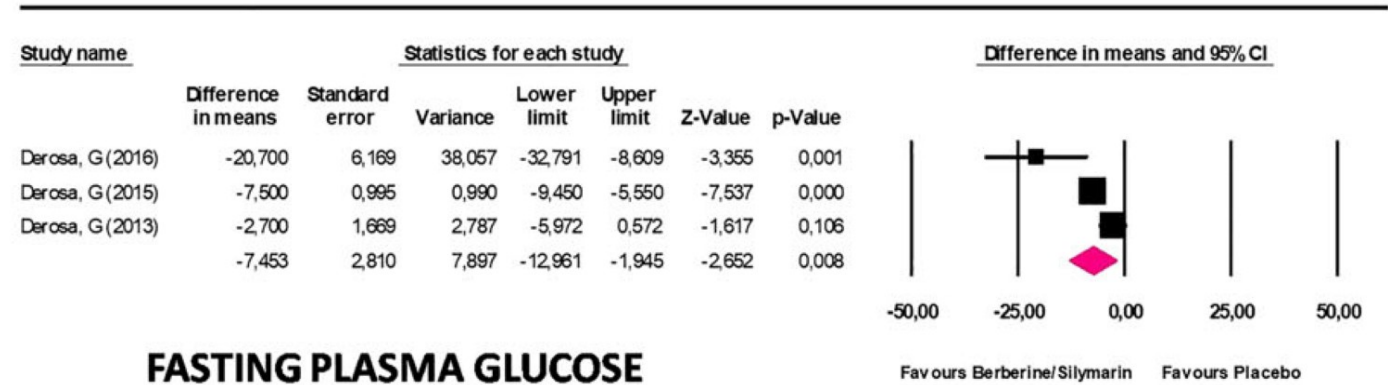 Study name Statistics for each study Difference in means and 95% CI
Difference in means Standard error Variance Lower limit Upper limit Z-Value p-Value
Derosa, G (2016) -20,700 6,169 38,057 -32,791 -8,609 -3,355 0,001
Derosa, G (2015) -7,500 0,995 0,990 -9,450 -5,550 -7,537 0,000
Derosa, G (2013) -2,700 1,669 2,787 -5,972 0,572 -1,617 0,106
-7,453 2,810 7,897 -12,961 -1,945 -2,652 0,008
-50,00 -25,00 0,00 25,00 50,00
FASTING PLASMA GLUCOSE
Favours Berberine/Silymarin Favours Placebo